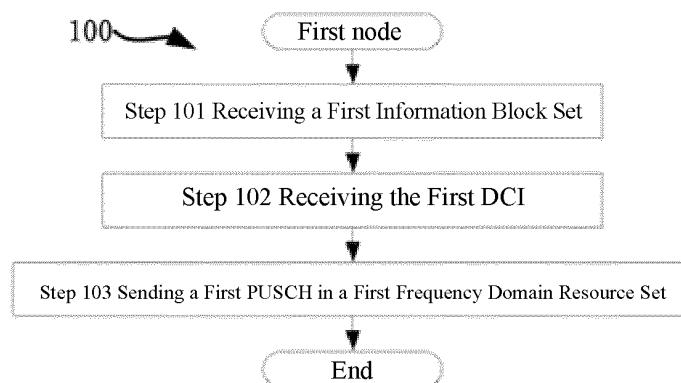 100
First node
Step 101 Receiving a First Information Block Set
Step 102 Receiving the First DCI
Step 103 Sending a First PUSCH in a First Frequency Domain Resource Set
End